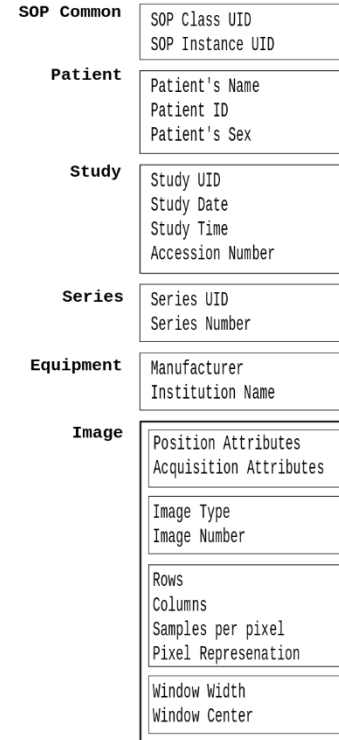 SOP Common
SOP Class UID
SOP Instance UID
Patient
Patient's Name
Patient ID
Patient's Sex
Study
Study UID
Study Date
Study Time
Accession Number
Series
Series UID
Series Number
Equipment
Manufacturer
Institution Name
Image
Position Attributes
Acquisition Attributes
Image Type
Image Number
Rows
Columns
Samples per pixel
Pixel Represenation
Window Width
Window Center